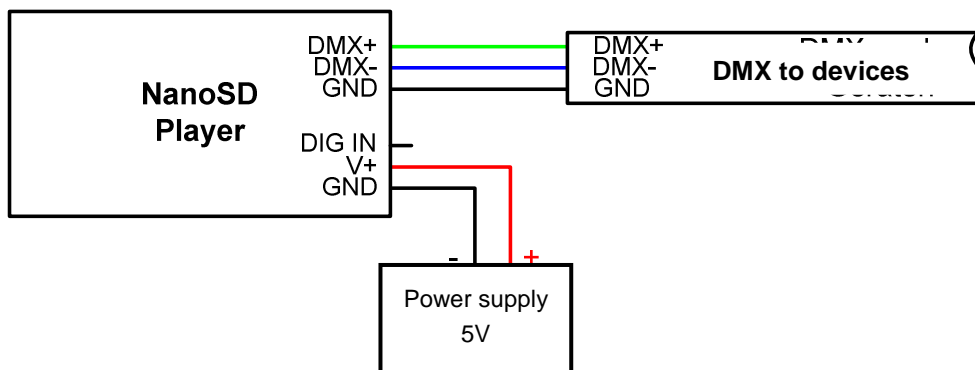 NanoSD
Player
DMX+
DMX-
GND
DIG IN
V+
GND
DMX+
DMX-
GND
DMX to devices
-
+
Power supply
5V